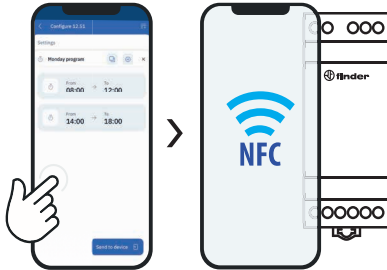 Configure 12.51
Settings
Monday program
From
08:00
To
12:00
From
14:00
To
18:00
Send to device
NFC
finder